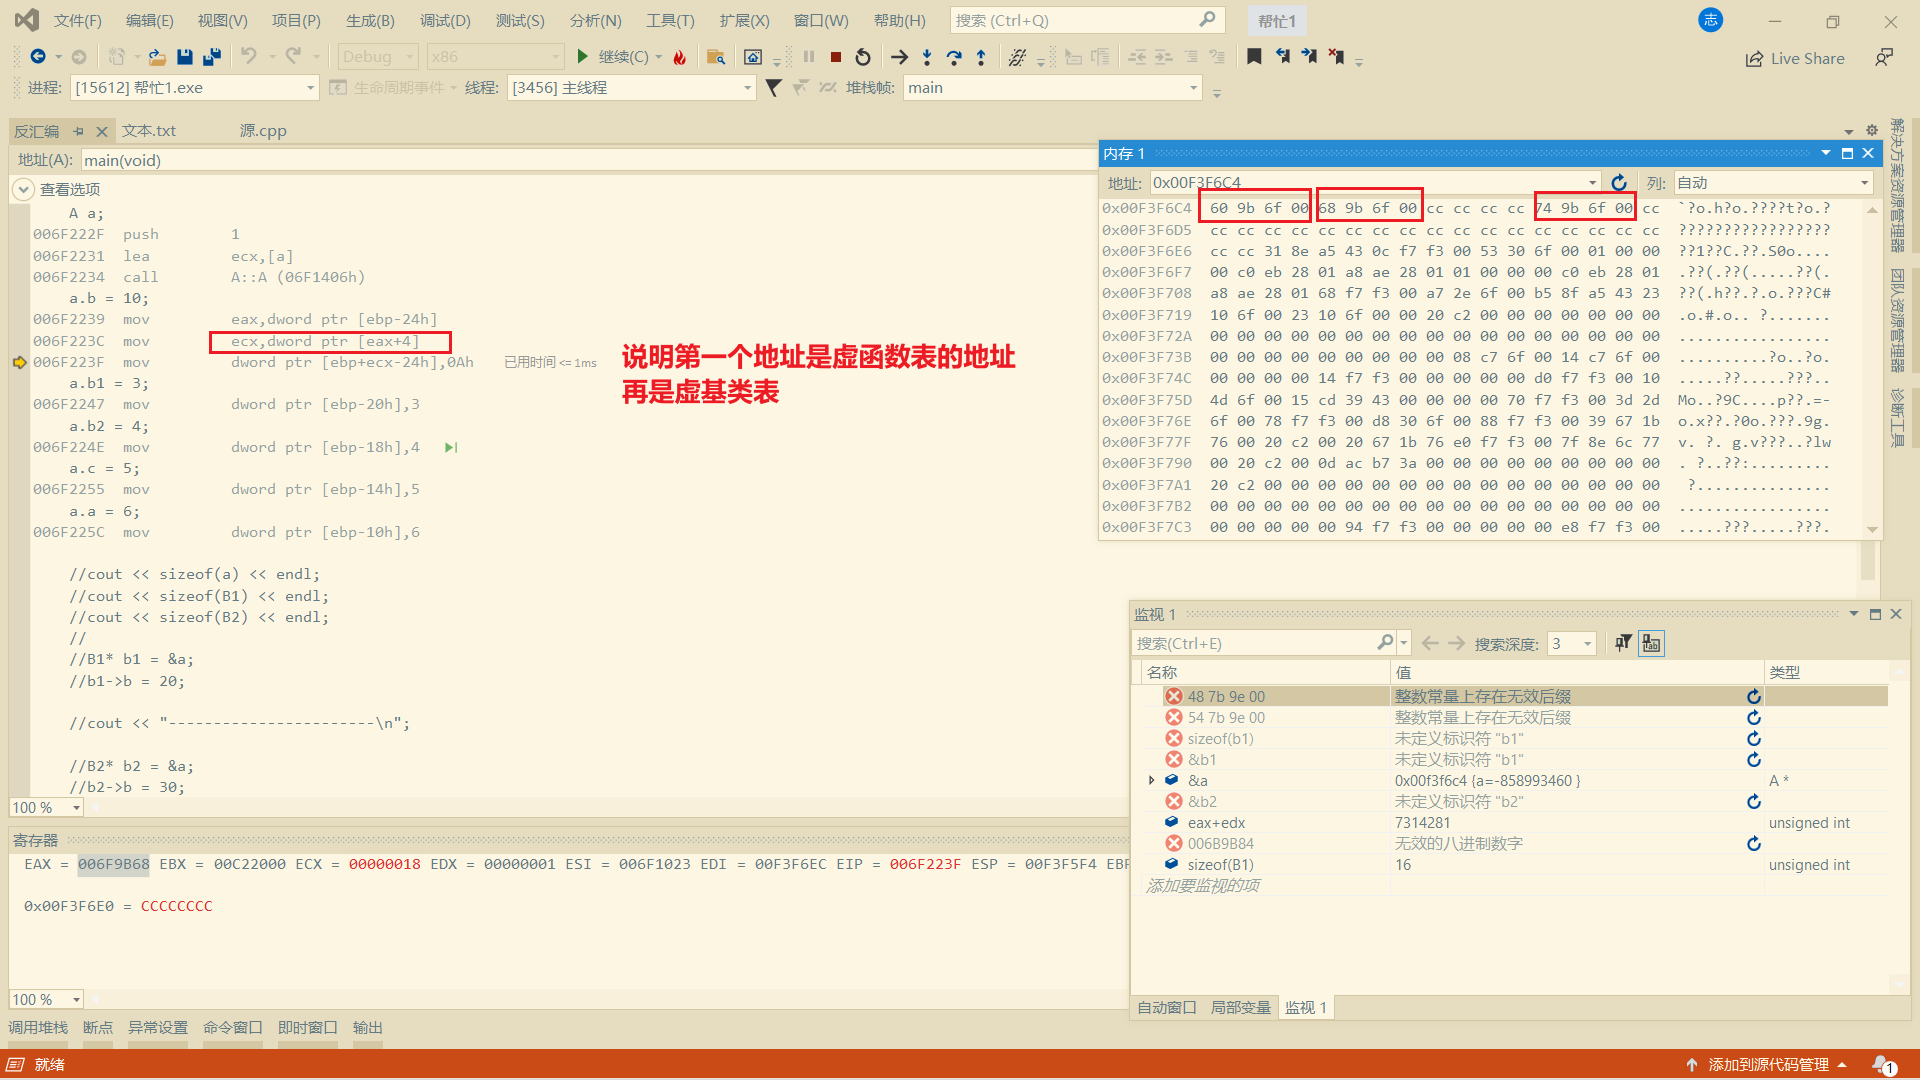 文件(F) 编辑(E) 视图(V) 项目(P) 生成(B) 调试(D) 测试(S) 分析(N) 工具(T) 扩展(X) 窗口(W) 帮助(H) 搜索 (Ctrl+Q) 帮忙1 志
Debug x86 继续(C) Live Share
进程: [15612] 帮忙1.exe 生命周期事件 线程: [3456] 主线程 堆栈帧: main
反汇编 文本.txt 源.cpp
地址(A): main(void)
查看选项
A a;
006F222F push 1
006F2231 lea ecx,[a]
006F2234 call A::A (06F1406h)
a.b = 10;
006F2239 mov eax,dword ptr [ebp-24h]
006F223C mov ecx,dword ptr [eax+4]
006F223F mov dword ptr [ebp+ecx-24h],0Ah 已用时间 <= 1ms
a.b1 = 3;
006F2247 mov dword ptr [ebp-20h],3
a.b2 = 4;
006F224E mov dword ptr [ebp-18h],4
a.c = 5;
006F2255 mov dword ptr [ebp-14h],5
a.a = 6;
006F225C mov dword ptr [ebp-10h],6
//cout << sizeof(a) << endl;
//cout << sizeof(B1) << endl;
//cout << sizeof(B2) << endl;
//
//B1* b1 = &a;
//b1->b = 20;
//cout << "-----------------------\n";
//B2* b2 = &a;
//b2->b = 30;
100 %
说明第一个地址是虚函数表的地址
再是虚基类表
内存 1
地址: 0x00F3F6C4 列: 自动
0x00F3F6C4 60 9b 6f 00 68 9b 6f 00 cc cc cc cc 74 9b 6f 00 cc `?o.h?o.????t?o.?
0x00F3F6D5 cc cc cc cc cc cc cc cc cc cc cc cc cc cc cc cc cc ?????????????????
0x00F3F6E6 cc cc 31 8e a5 43 0c f7 f3 00 53 30 6f 00 01 00 00 ??1??C.??.S0o....
0x00F3F6F7 00 c0 eb 28 01 a8 ae 28 01 01 00 00 00 c0 eb 28 01 .??(.??(.....??(.
0x00F3F708 a8 ae 28 01 68 f7 f3 00 a7 2e 6f 00 b5 8f a5 43 23 ??(.h??.?.o.???C#
0x00F3F719 10 6f 00 23 10 6f 00 00 00 20 c2 00 00 00 00 00 00 .o.#.o... ?.......
0x00F3F72A 00 00 00 00 00 00 00 00 00 00 00 00 00 00 00 00 00 .................
0x00F3F73B 00 00 00 00 00 00 00 00 00 08 c7 6f 00 14 c7 6f 00 ..........?o..?o.
0x00F3F74C 00 00 00 00 14 f7 f3 00 00 00 00 00 d0 f7 f3 00 10 .....??.....???..
0x00F3F75D 4d 6f 00 15 cd 39 43 00 00 00 00 70 f7 f3 00 3d 2d Mo..?9C....p??.=-
0x00F3F76E 6f 00 78 f7 f3 00 d8 30 6f 00 88 f7 f3 00 39 67 1b o.x??.?0o.???.9g.
0x00F3F77F 76 00 20 c2 00 20 67 1b 76 e0 f7 f3 00 7f 8e 6c 77 v. ?. g.v???..?lw
0x00F3F790 00 20 c2 00 0d ac b7 3a 00 00 00 00 00 00 00 00 00 . ?..??:.........
0x00F3F7A1 20 c2 00 00 00 00 00 00 00 00 00 00 00 00 00 00 00 ?...............
0x00F3F7B2 00 00 00 00 00 00 00 00 00 00 00 00 00 00 00 00 00 .................
0x00F3F7C3 00 00 00 00 00 94 f7 f3 00 00 00 00 00 e8 f7 f3 00 .....???.....???.
解决方案资源管理器
团队资源管理器
诊断工具
监视 1
搜索(Ctrl+E) 搜索深度: 3
名称 值 类型
48 7b 9e 00 整数常量上存在无效后缀
54 7b 9e 00 整数常量上存在无效后缀
sizeof(b1) 未定义标识符 "b1"
&b1 未定义标识符 "b1"
&a 0x00f3f6c4 {a=-858993460 } A *
&b2 未定义标识符 "b2"
eax+edx 7314281 unsigned int
006B9B84 无效的八进制数字
sizeof(B1) 16 unsigned int
添加要监视的项
自动窗口 局部变量 监视 1
寄存器
EAX = 006F9B68 EBX = 00C22000 ECX = 00000018 EDX = 00000001 ESI = 006F1023 EDI = 00F3F6EC EIP = 006F223F ESP = 00F3F5F4
0x00F3F6E0 = CCCCCCCC
100 %
调用堆栈 断点 异常设置 命令窗口 即时窗口 输出
就绪 添加到源代码管理 1